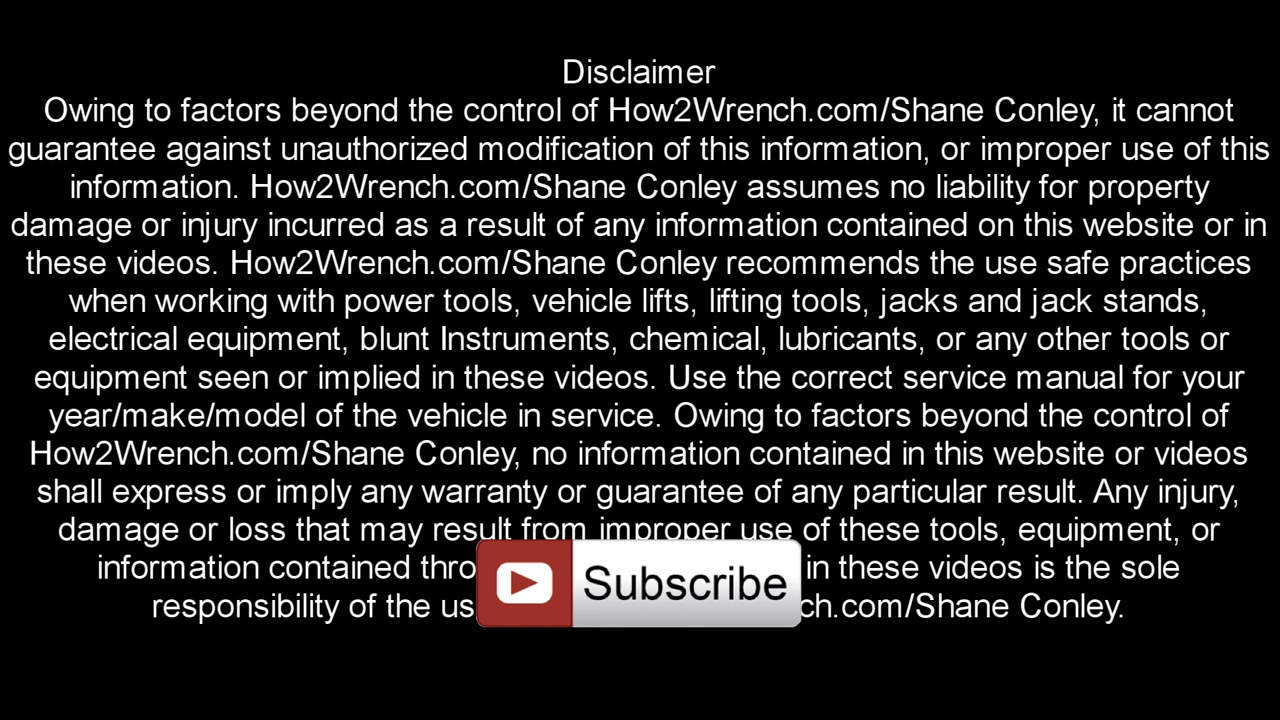 Disclaimer
Owing to factors beyond the control of How2Wrench.com/Shane Conley, it cannot
guarantee against unauthorized modification of this information, or improper use of this
information. How2Wrench.com/Shane Conley assumes no liability for property
damage or injury incurred as a result of any information contained on this website or in
these videos. How2Wrench.com/Shane Conley recommends the use safe practices
when working with power tools, vehicle lifts, lifting tools, jacks and jack stands,
electrical equipment, blunt Instruments, chemical, lubricants, or any other tools or
equipment seen or implied in these videos. Use the correct service manual for your
year/make/model of the vehicle in service. Owing to factors beyond the control of
How2Wrench.com/Shane Conley, no information contained in this website or videos
shall express or imply any warranty or guarantee of any particular result. Any injury,
damage or loss that may result from improper use of these tools, equipment, or
information contained in these videos is the sole
responsibility of the ch.com/Shane Conley.
Subscribe